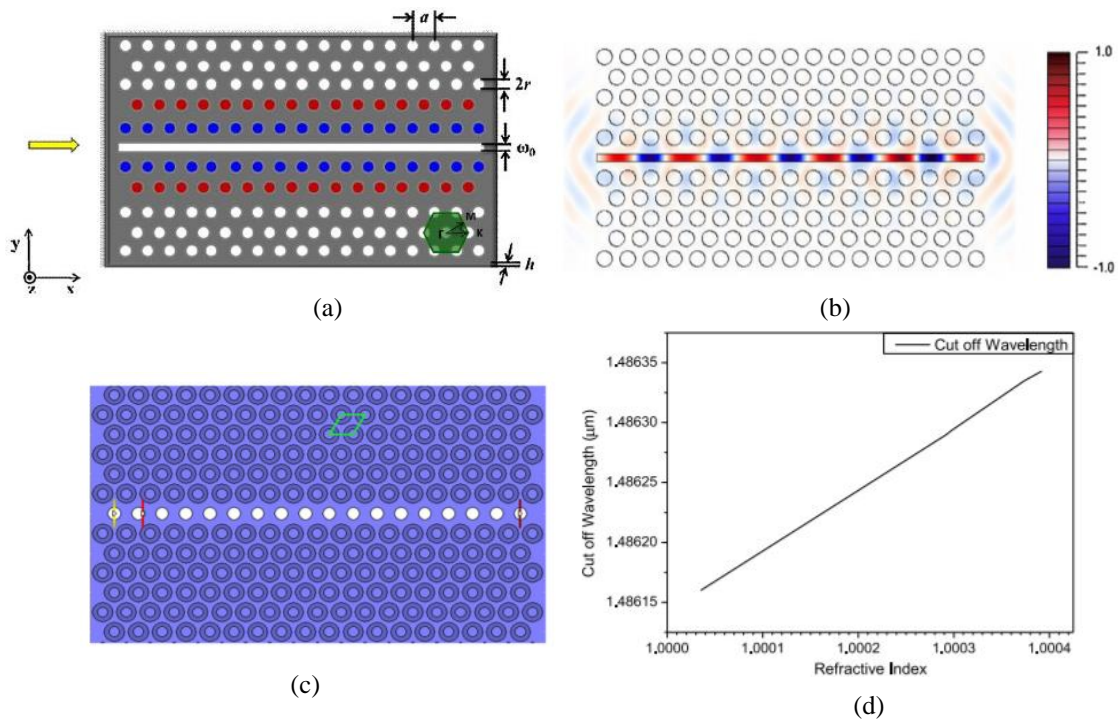 a
2r
ω₀
M
Γ
K
h
y
z
x
(a)
1.0
-1.0
(b)
(c)
Cut off Wavelength
1.48635
1.48630
1.48625
1.48620
1.48615
Cut off Wavelength (μm)
1.0000 1.0001 1.0002 1.0003 1.0004
Refractive Index
(d)